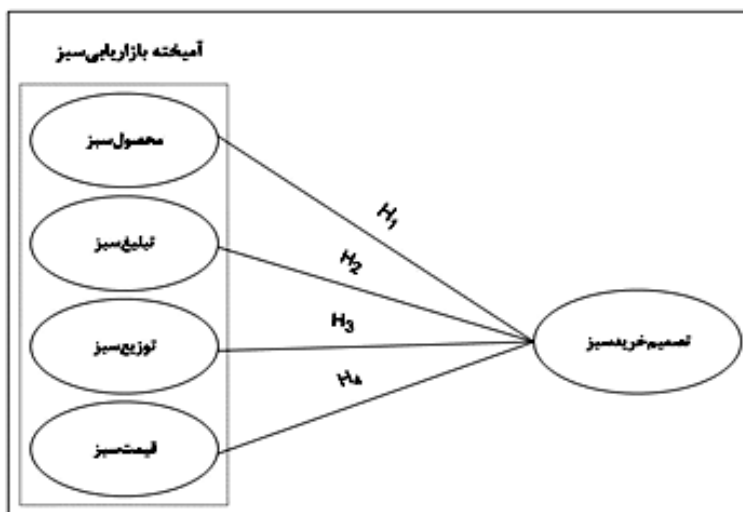 آمیخته بازاریابی‌سبز
محصول‌سبز
تبلیغ‌سبز
توزیع‌سبز
قیمت‌سبز
H1
H2
H3
H4
تصمیم‌خریدسبز